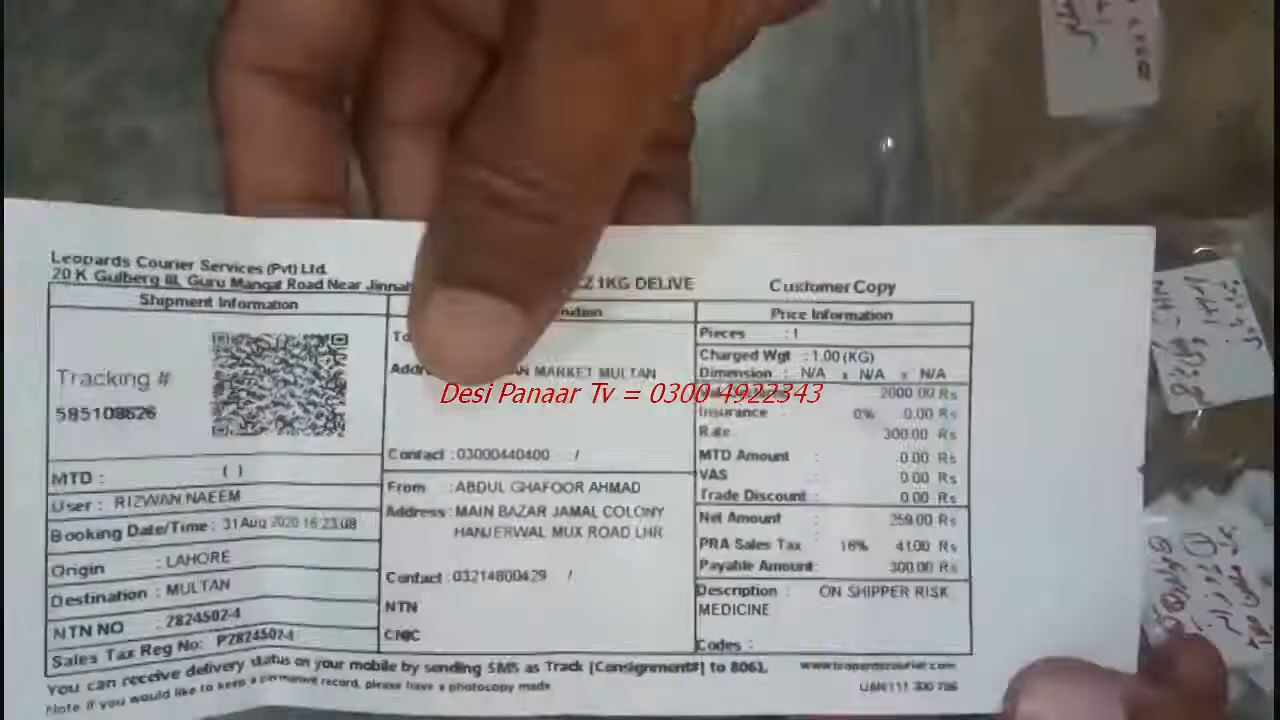 Leopards Courier Services (Pvt) Ltd.
20 K Gulberg III, Guru Mangat Road Near Jinnah
1KG DELIVE
Customer Copy
Shipment Information
Tracking #
585108626
MTD : ( )
User : RIZWAN NAEEM
Booking Date/Time : 31 Aug 2020 16:23:08
Origin : LAHORE
Destination : MULTAN
NTN NO : 2824502-4
Sales Tax Reg No: P2824502-4
To
MARKET MULTAN
Desi Panaar Tv = 0300 4922343
Contact : 03000440400 /
From : ABDUL GHAFOOR AHMAD
Address : MAIN BAZAR JAMAL COLONY
HANJERWAL MUX ROAD LHR
Contact : 03214800429 /
NTN
CNIC
Price Information
Pieces : 1
Charged Wgt : 1.00 (KG)
Dimension : N/A x N/A x N/A
2000.00 Rs
Insurance 0% 0.00 Rs
Rate 300.00 Rs
MTD Amount : 0.00 Rs
VAS : 0.00 Rs
Trade Discount : 0.00 Rs
Net Amount : 259.00 Rs
PRA Sales Tax 16% 41.00 Rs
Payable Amount: 300.00 Rs
Description : ON SHIPPER RISK
MEDICINE
Codes :
You can receive delivery status on your mobile by sending SMS as Track [Consignment#] to 8061.
www.leopardscourier.com
Note: If you would like to keep a permanent record, please have a photocopy made
UAN 111 300 786